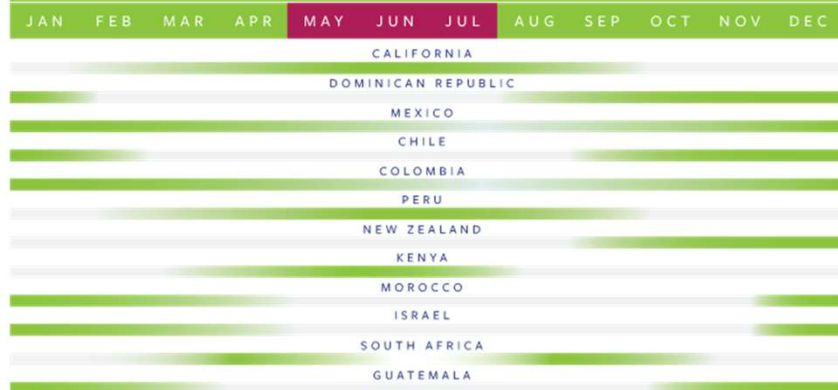 JAN FEB MAR APR MAY JUN JUL AUG SEP OCT NOV DEC
CALIFORNIA
DOMINICAN REPUBLIC
MEXICO
CHILE
COLOMBIA
PERU
NEW ZEALAND
KENYA
MOROCCO
ISRAEL
SOUTH AFRICA
GUATEMALA